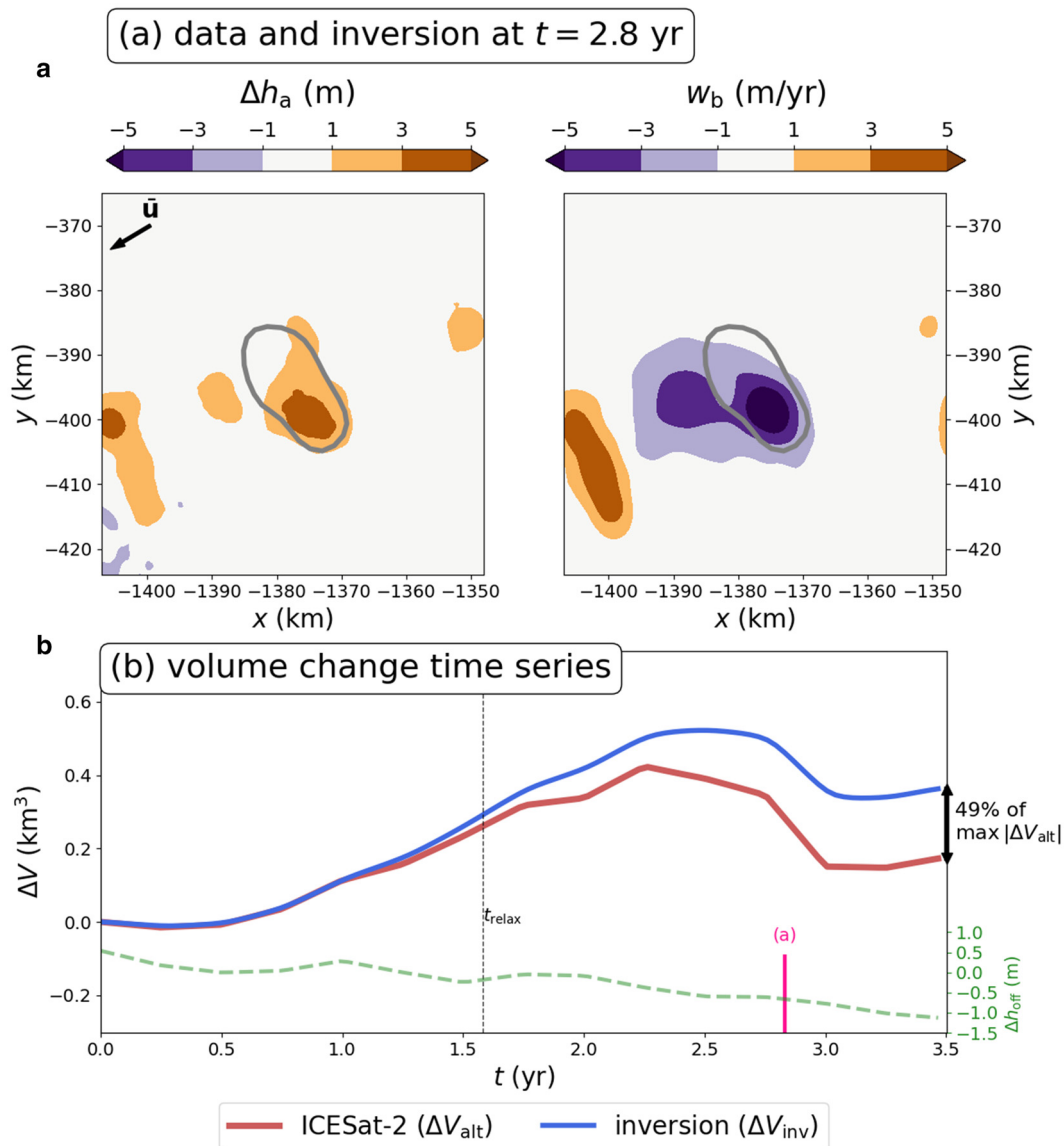 (a) data and inversion at t = 2.8 yr
a
Δhₐ (m)
w_b (m/yr)
−5 −3 −1 1 3 5
−5 −3 −1 1 3 5
ū
−370
−380
−390
−400
−410
−420
y (km)
−1400 −1390 −1380 −1370 −1360 −1350
x (km)
−370
−380
−390
−400
−410
−420
y (km)
−1400 −1390 −1380 −1370 −1360 −1350
x (km)
b
(b) volume change time series
0.6
0.4
0.2
0.0
−0.2
ΔV (km³)
t_relax
(a)
49% of
max |ΔV_alt|
1.0
0.5
0.0
−0.5
−1.0
−1.5
Δh_off (m)
0.0 0.5 1.0 1.5 2.0 2.5 3.0 3.5
t (yr)
ICESat-2 (ΔV_alt) inversion (ΔV_inv)